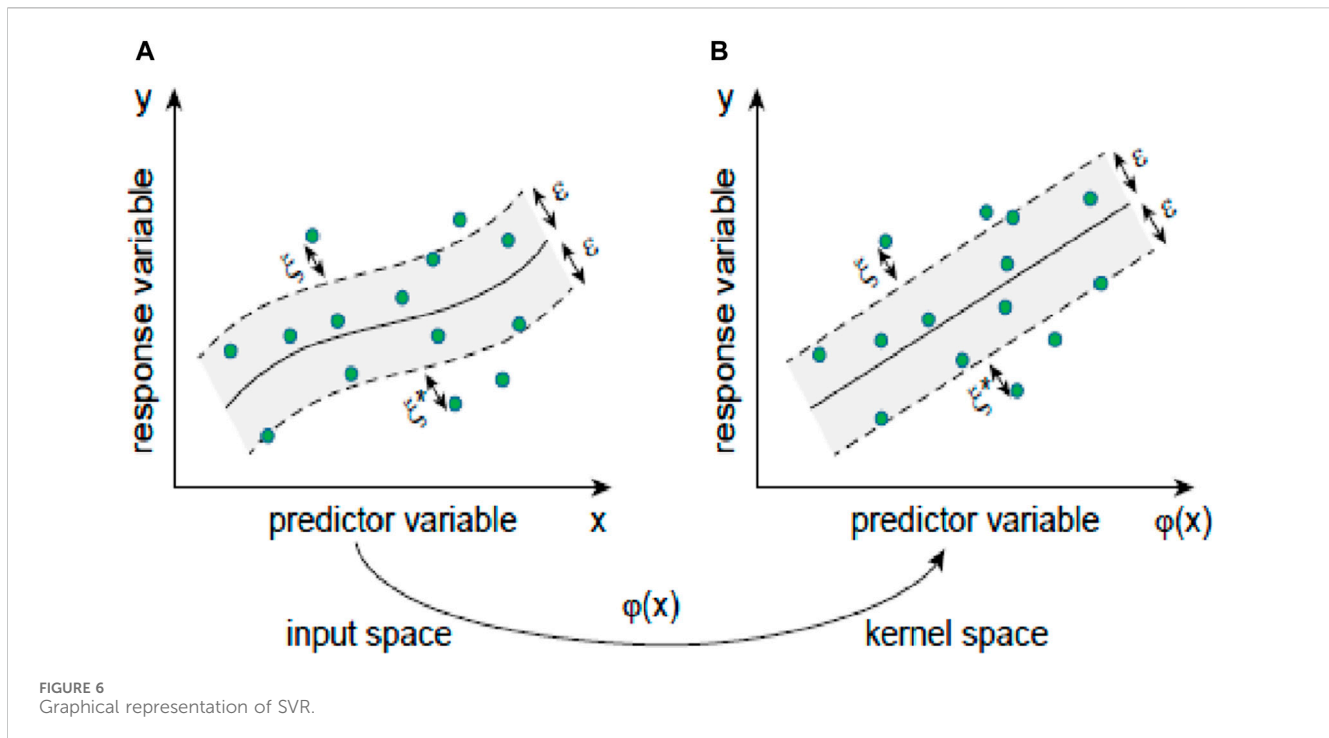 A
y
response variable
ξ
ξ*
ε
ε
predictor variable
x
input space
B
y
response variable
ξ
ξ*
ε
ε
predictor variable
φ(x)
kernel space
φ(x)
FIGURE 6
Graphical representation of SVR.